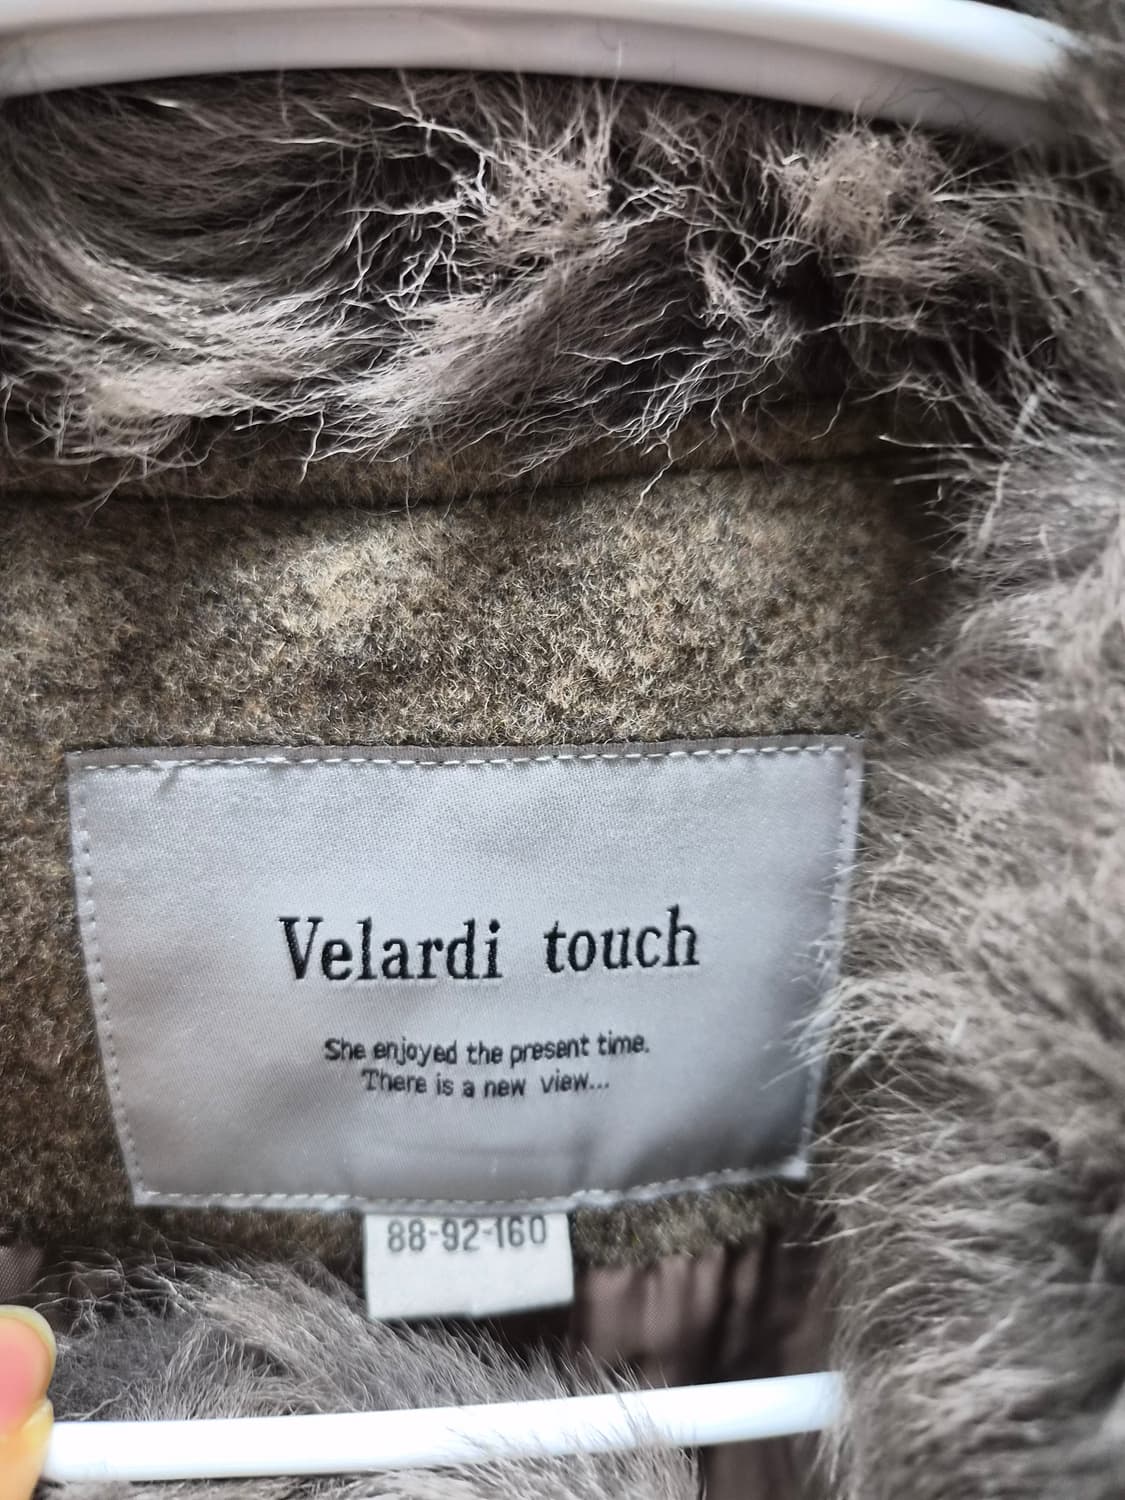 Velardi touch
She enjoyed the present time.
There is a new view...
88-92-160